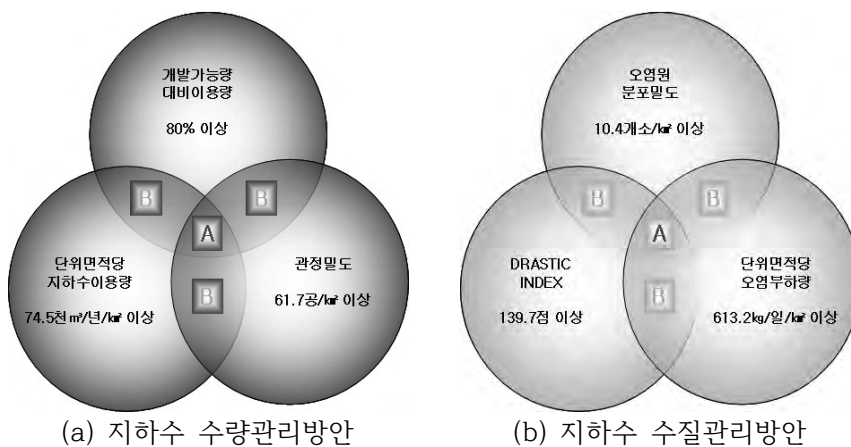 개발가능량
대비이용량
80% 이상
B
B
A
단위면적당
지하수이용량
74.5천㎥/년/㎢ 이상
B
관정밀도
61.7공/㎢ 이상
(a) 지하수 수량관리방안
오염원
분포밀도
10.4개소/㎢ 이상
B
B
A
DRASTIC
INDEX
139.7점 이상
B
단위면적당
오염부하량
613.2㎏/일/㎢ 이상
(b) 지하수 수질관리방안